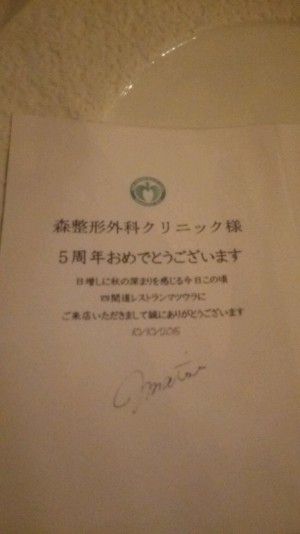 森整形外科クリニック様
5周年おめでとうございます
日増しに秋の深まりを感じる今日この頃
四間道レストランマツウラに
ご来店いただきまして誠にありがとうございます